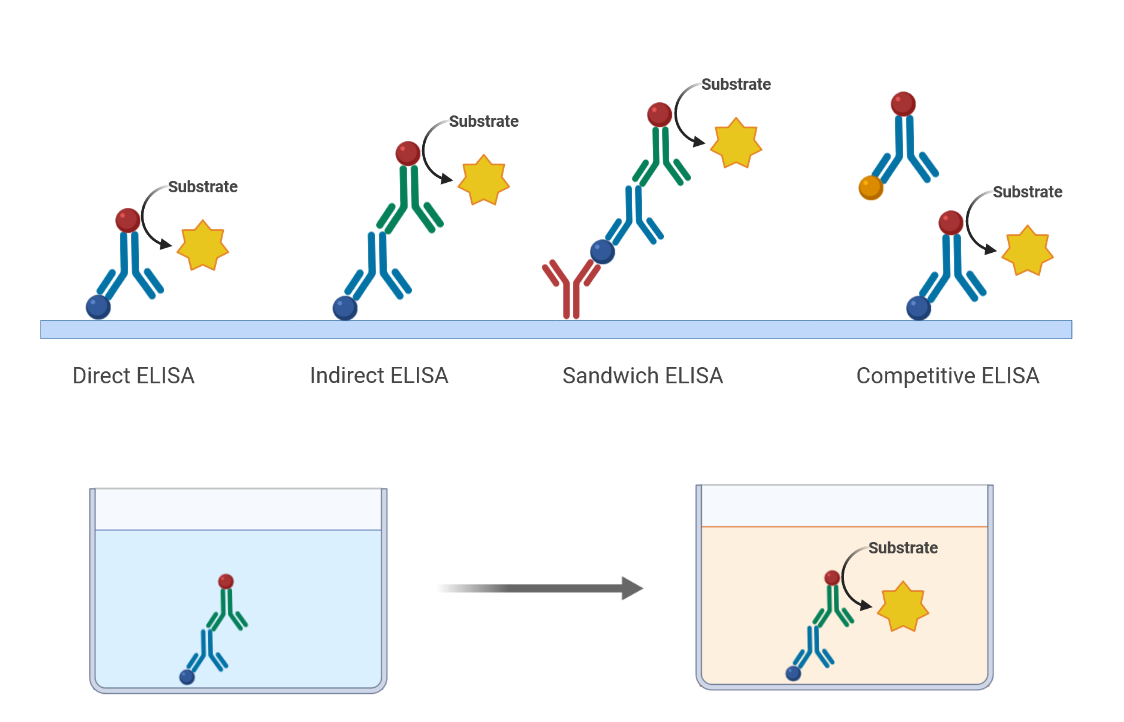 Substrate
Substrate
Substrate
Substrate
Direct ELISA
Indirect ELISA
Sandwich ELISA
Competitive ELISA
Substrate